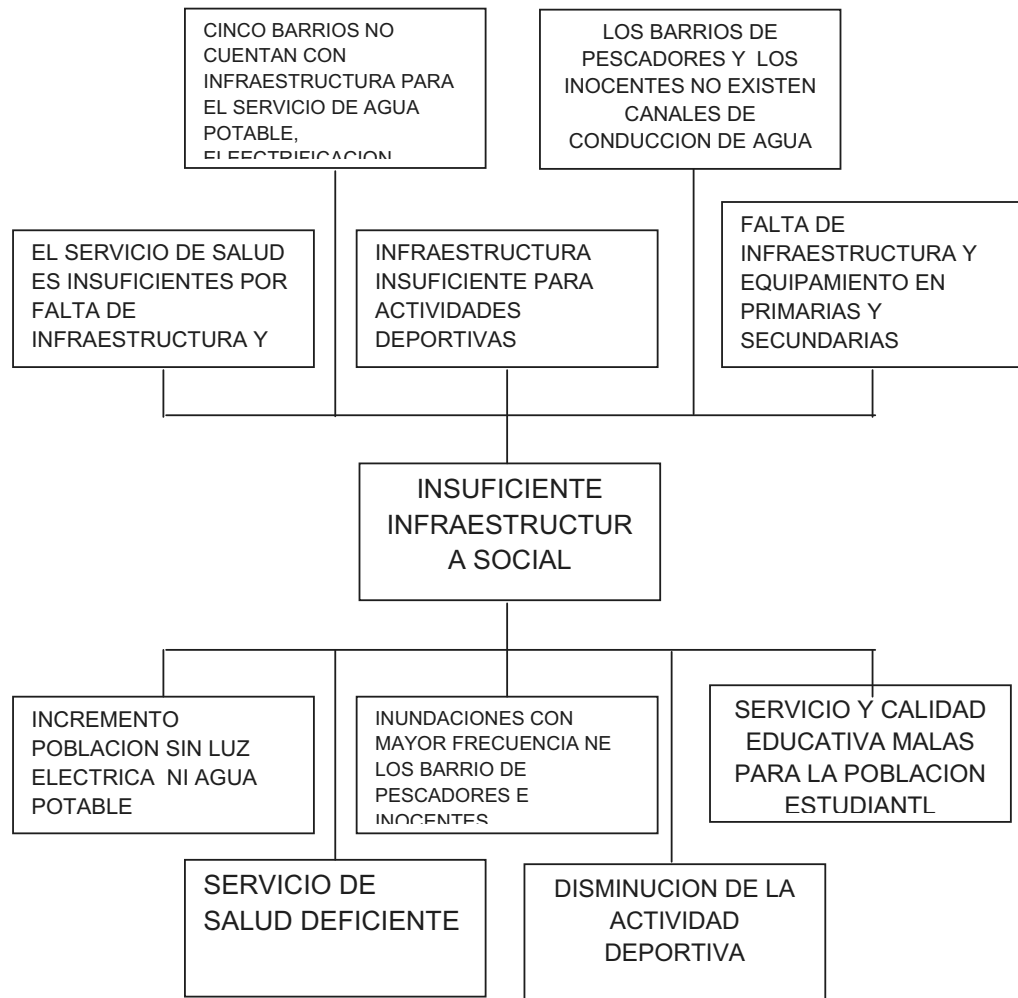 CINCO BARRIOS NO
CUENTAN CON
INFRAESTRUCTURA PARA
EL SERVICIO DE AGUA
POTABLE,
ELEECTRIFICACION
LOS BARRIOS DE
PESCADORES Y LOS
INOCENTES NO EXISTEN
CANALES DE
CONDUCCION DE AGUA
EL SERVICIO DE SALUD
ES INSUFICIENTES POR
FALTA DE
INFRAESTRUCTURA Y
INFRAESTRUCTURA
INSUFICIENTE PARA
ACTIVIDADES
DEPORTIVAS
FALTA DE
INFRAESTRUCTURA Y
EQUIPAMIENTO EN
PRIMARIAS Y
SECUNDARIAS
INSUFICIENTE
INFRAESTRUCTUR
A SOCIAL
INCREMENTO
POBLACION SIN LUZ
ELECTRICA NI AGUA
POTABLE
INUNDACIONES CON
MAYOR FRECUENCIA NE
LOS BARRIO DE
PESCADORES E
INOCENTES
SERVICIO Y CALIDAD
EDUCATIVA MALAS
PARA LA POBLACION
ESTUDIANTL
SERVICIO DE
SALUD DEFICIENTE
DISMINUCION DE LA
ACTIVIDAD
DEPORTIVA